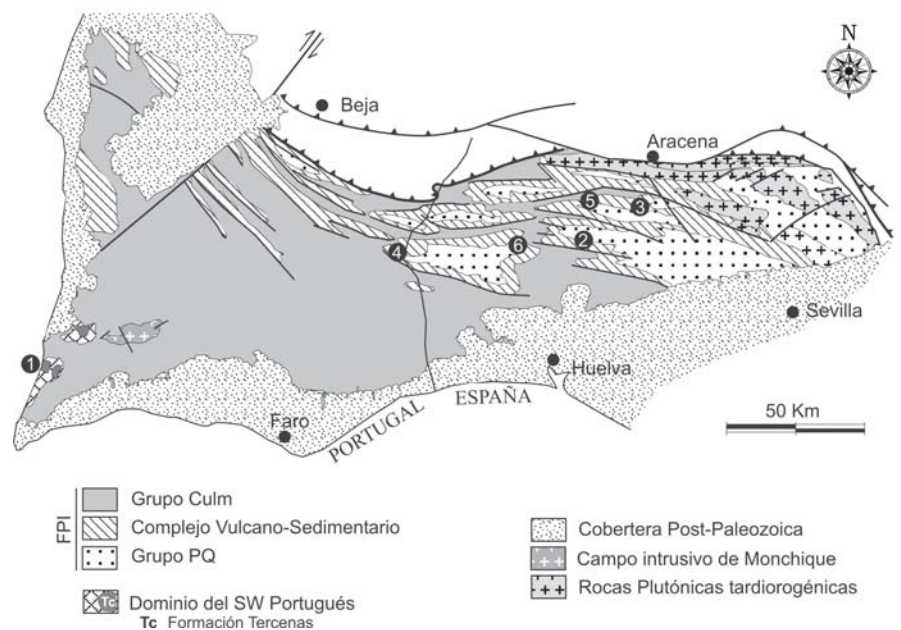 N
Beja
Aracena
5
3
4
6
2
Sevilla
1
Huelva
Faro
PORTUGAL
ESPAÑA
50 Km
FPI
Grupo Culm
Complejo Vulcano-Sedimentario
Grupo PQ
Tc Dominio del SW Portugués
Tc Formación Tercenas
Cobertera Post-Paleozoica
Campo intrusivo de Monchique
Rocas Plutónicas tardiorogénicas